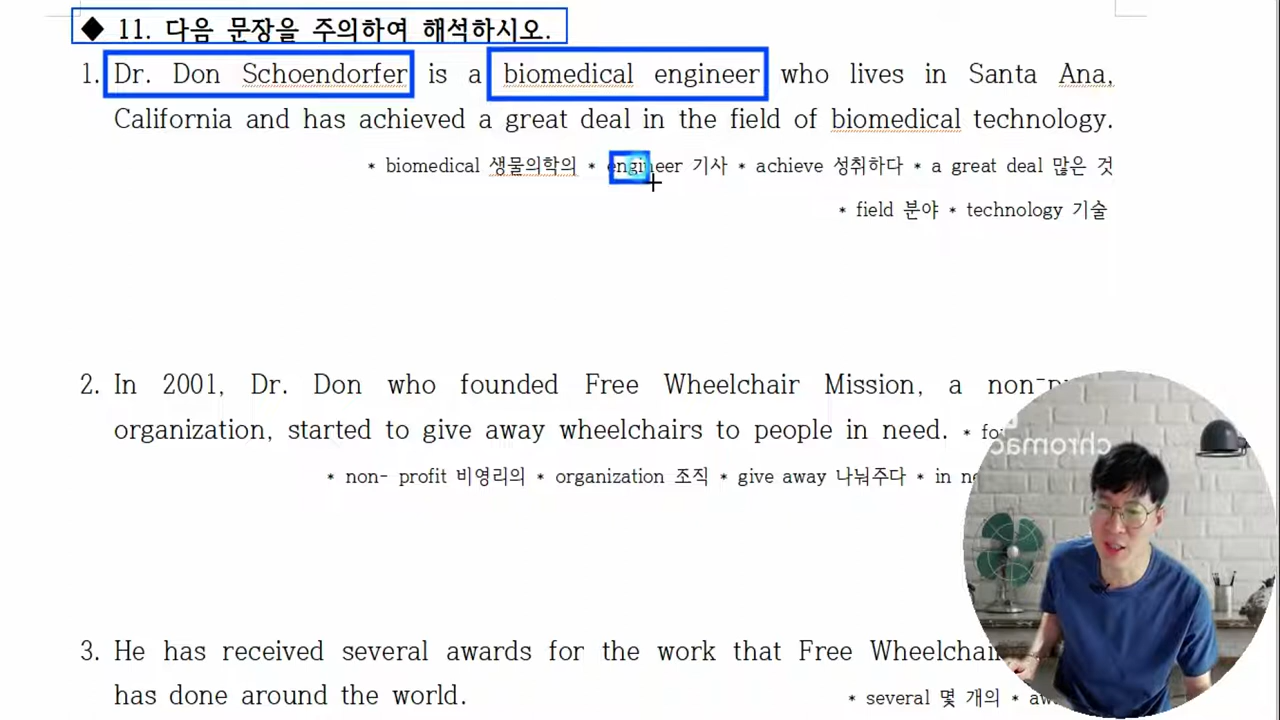 ◆ 11. 다음 문장을 주의하여 해석하시오.
1. Dr. Don Schoendorfer is a biomedical engineer who lives in Santa Ana,
California and has achieved a great deal in the field of biomedical technology.
* biomedical 생물의학의 * engineer 기사 * achieve 성취하다 * a great deal 많은 것
* field 분야 * technology 기술
2. In 2001, Dr. Don who founded Free Wheelchair Mission, a
organization, started to give away wheelchairs to people in need. *
* non- profit 비영리의 * organization 조직 * give away 나눠주다 * in
3. He has received several awards for the work that Free
has done around the world.
* several 몇 개의 *